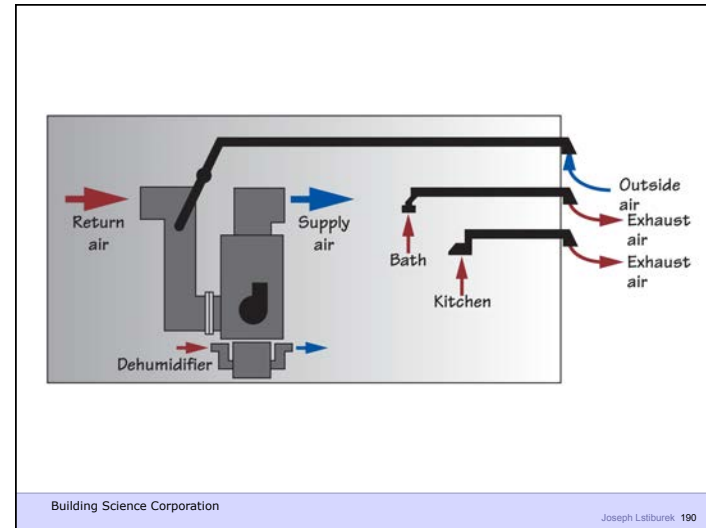 Return
air
Supply
air
Dehumidifier
Bath
Kitchen
Outside
air
Exhaust
air
Exhaust
air
Building Science Corporation
Joseph Lstiburek 190